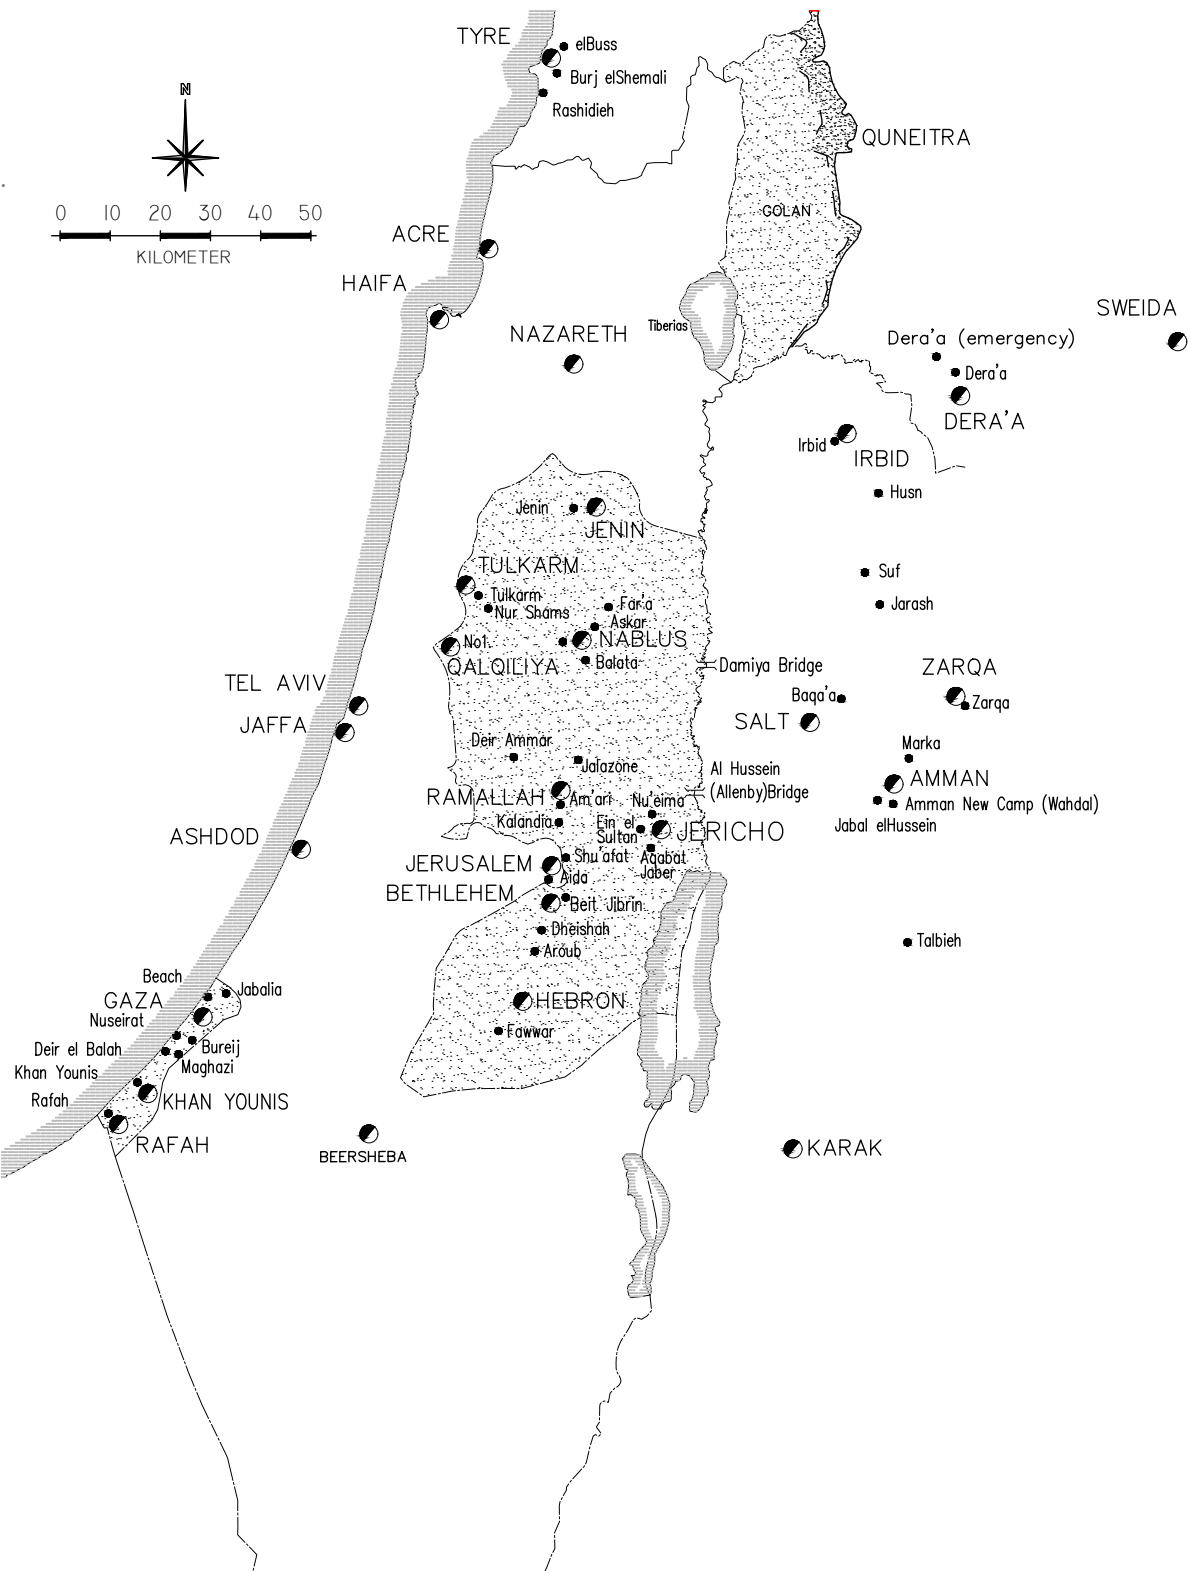 TYRE
elBuss
Burj elShemali
Rashidieh
N
QUNEITRA
0 10 20 30 40 50
KILOMETER
GOLAN
ACRE
HAIFA
SWEIDA
NAZARETH
Tiberias
Dera'a (emergency)
Dera'a
DERA'A
Irbid
IRBID
Husn
Jenin
JENIN
TULKARM
Suf
Tulkarm
Nur Shams
Far'a
Jarash
Askar
No1
NABLUS
QALQILIYA
Balata
Damiya Bridge
ZARQA
TEL AVIV
Baqa'a
Zarqa
JAFFA
SALT
Deir Ammar
Marka
Jalazone
Al Hussein
(Allenby)Bridge
AMMAN
RAMALLAH
Am'ari
Nu'eima
Amman New Camp (Wahdal)
Kalandia
Ein el
Sultan
JERICHO
Jabal elHussein
ASHDOD
JERUSALEM
Shu'afat
Aqabat
Jaber
Aida
BETHLEHEM
Beit Jibrin
Dheishah
Talbieh
Aroub
Beach
Jabalia
GAZA
HEBRON
Nuseirat
Fawwar
Deir el Balah
Bureij
Maghazi
Khan Younis
Rafah
KHAN YOUNIS
RAFAH
BEERSHEBA
KARAK